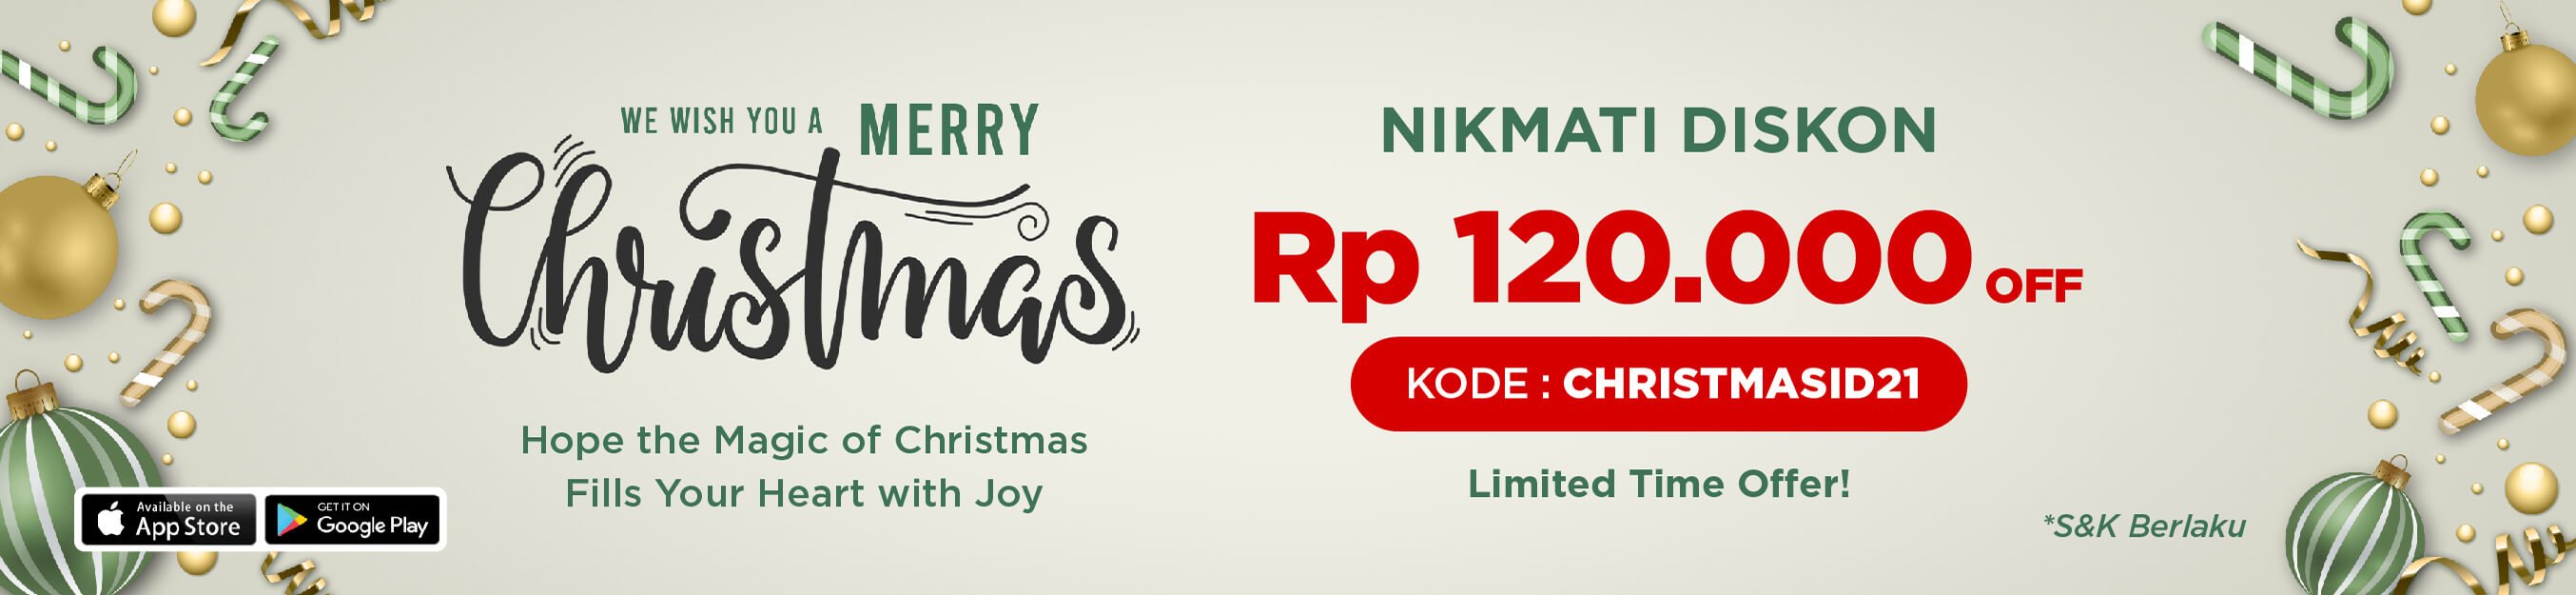 WE WISH YOU A MERRY
Christmas
Hope the Magic of Christmas
Fills Your Heart with Joy
Available on the
App Store
GET IT ON
Google Play
NIKMATI DISKON
Rp 120.000 OFF
KODE : CHRISTMASID21
Limited Time Offer!
*S&K Berlaku